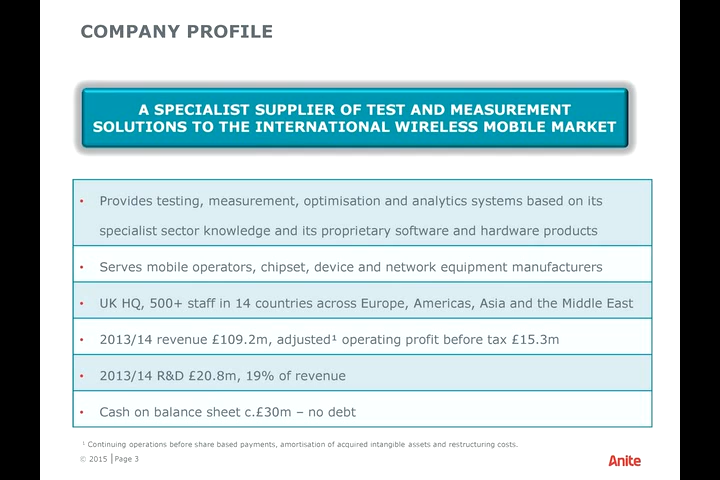 COMPANY PROFILE
A SPECIALIST SUPPLIER OF TEST AND MEASUREMENT
SOLUTIONS TO THE INTERNATIONAL WIRELESS MOBILE MARKET
• Provides testing, measurement, optimisation and analytics systems based on its
specialist sector knowledge and its proprietary software and hardware products
• Serves mobile operators, chipset, device and network equipment manufacturers
• UK HQ, 500+ staff in 14 countries across Europe, Americas, Asia and the Middle East
• 2013/14 revenue £109.2m, adjusted¹ operating profit before tax £15.3m
• 2013/14 R&D £20.8m, 19% of revenue
• Cash on balance sheet c.£30m – no debt
¹ Continuing operations before share based payments, amortisation of acquired intangible assets and restructuring costs.
© 2015 | Page 3
Anite